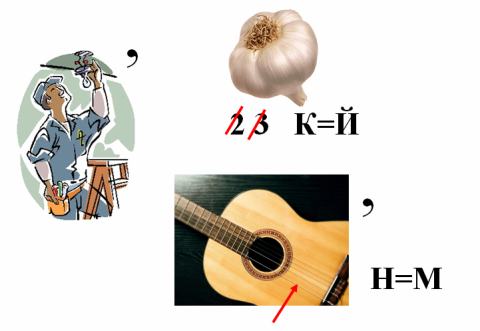 ,
2 3 К=Й
,
Н=М